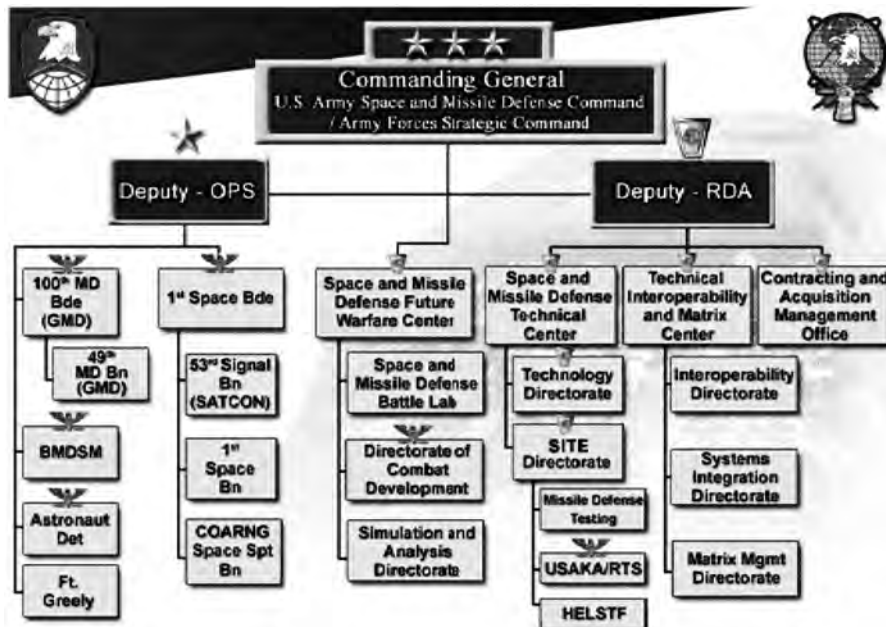 Commanding General
U.S. Army Space and Missile Defense Command
/ Army Forces Strategic Command
Deputy - OPS
Deputy - RDA
100th MD
Bde
(GMD)
49th
MD Bn
(GMD)
BMDSM
Astronaut
Det
Ft.
Greely
1st Space Bde
53rd Signal
Bn
(SATCON)
1st
Space
Bn
COARNG
Space Spt
Bn
Space and Missile
Defense Future
Warfare Center
Space and
Missile Defense
Battle Lab
Directorate of
Combat
Development
Simulation and
Analysis
Directorate
Space and
Missile Defense
Technical
Center
Technology
Directorate
SITE
Directorate
Missile Defense
Testing
USAKA/RTS
HELSTF
Technical
Interoperability
and Matrix
Center
Interoperability
Directorate
Systems
Integration
Directorate
Matrix Mgmt
Directorate
Contracting and
Acquisition
Management
Office